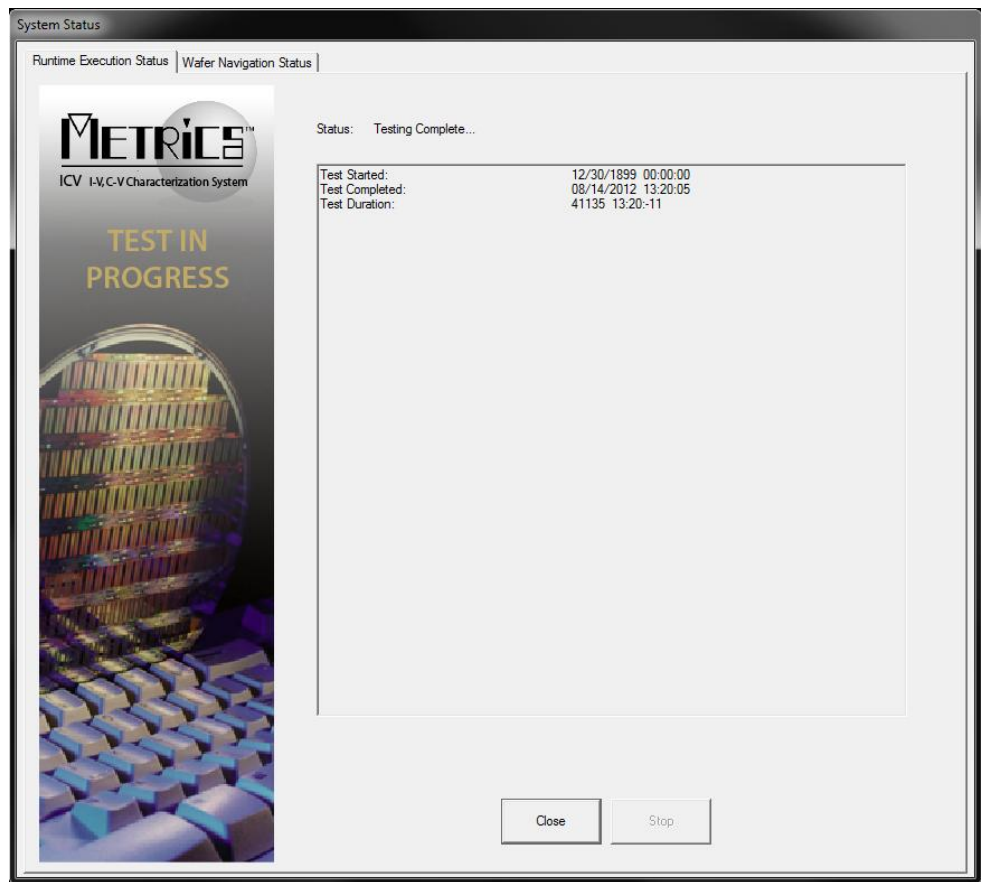 System Status
Runtime Execution Status Wafer Navigation Status
METRICS™
ICV I-V, C-V Characterization System
TEST IN
PROGRESS
Status: Testing Complete...
Test Started: 12/30/1899 00:00:00
Test Completed: 08/14/2012 13:20:05
Test Duration: 41135 13:20:-11
Close Stop